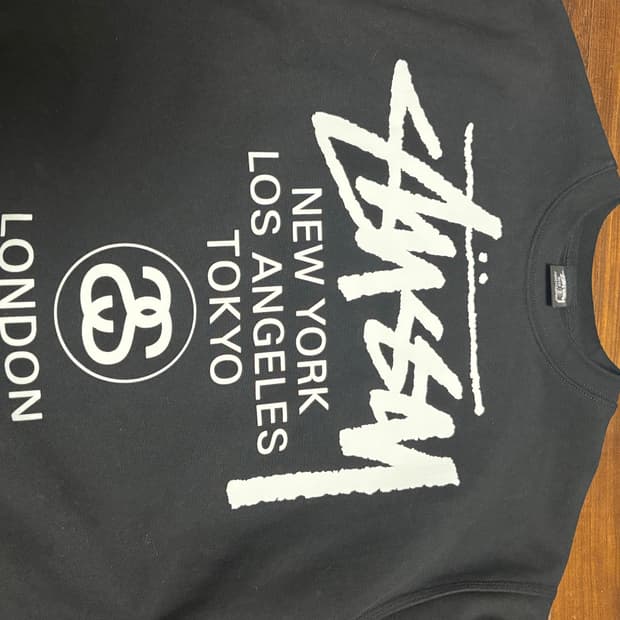 Stüssy
NEW YORK
LOS ANGELES
TOKYO
LONDON